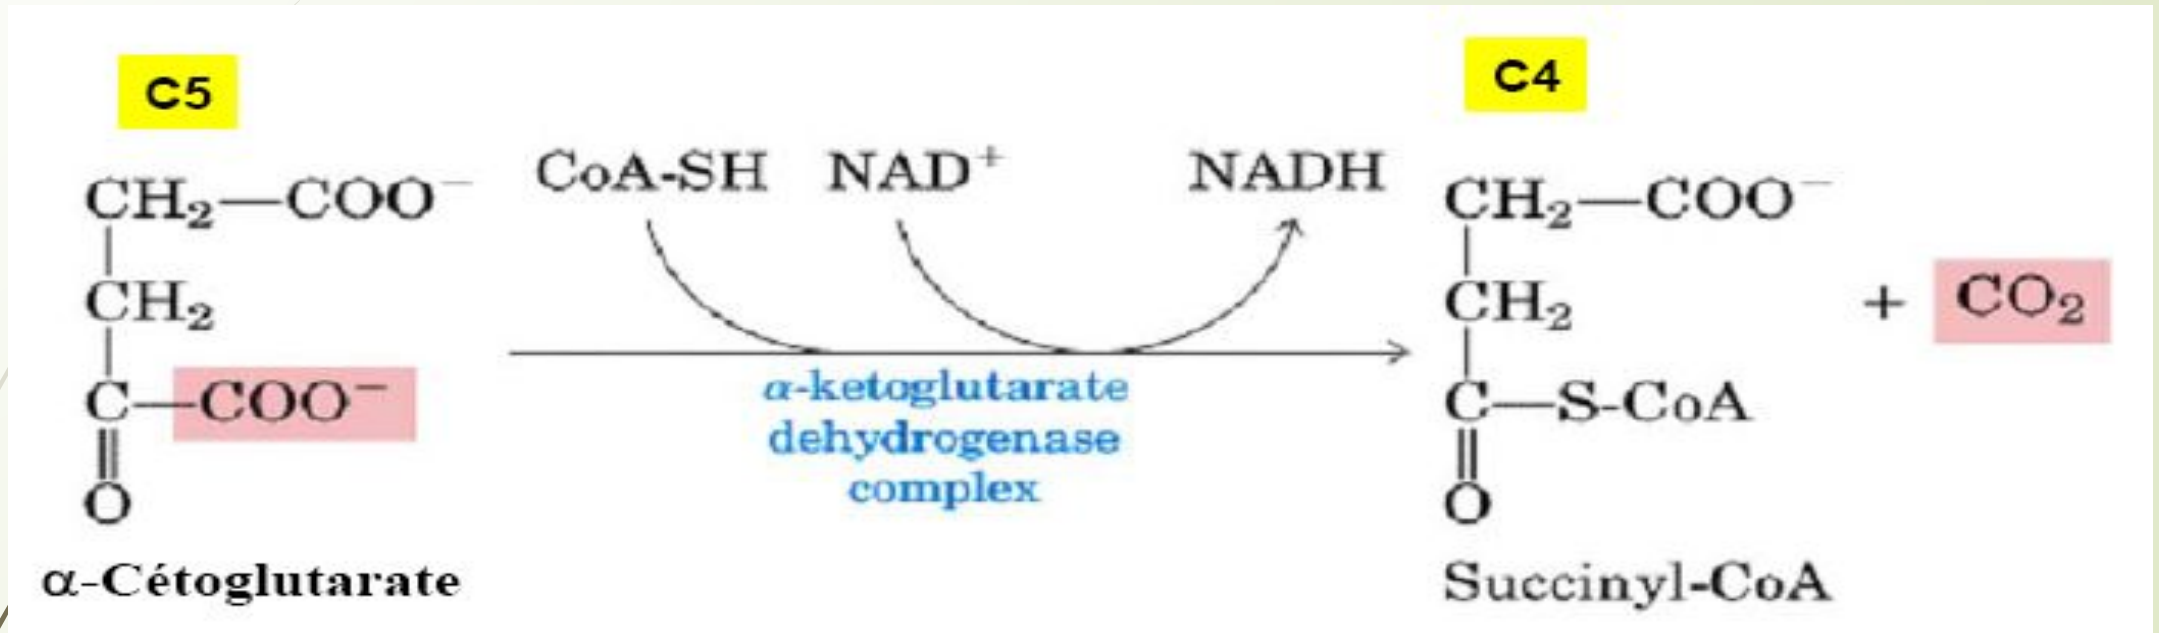 C5
C4
CoA-SH NAD⁺ NADH
CH₂—COO⁻
CH₂
C—COO⁻
O
α-ketoglutarate
dehydrogenase
complex
CH₂—COO⁻
CH₂
C—S-CoA
O
+ CO₂
α-Cétoglutarate
Succinyl-CoA